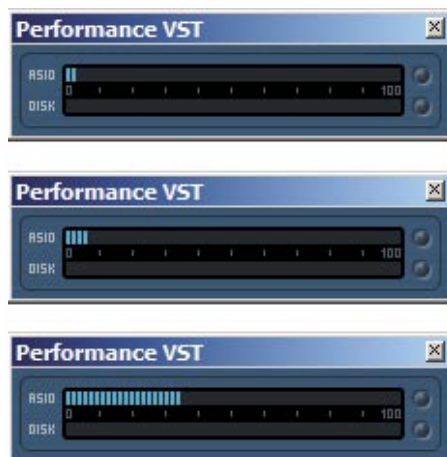 Performance VST
ASIO
0 100
DISK
Performance VST
ASIO
0 100
DISK
Performance VST
ASIO
0 100
DISK